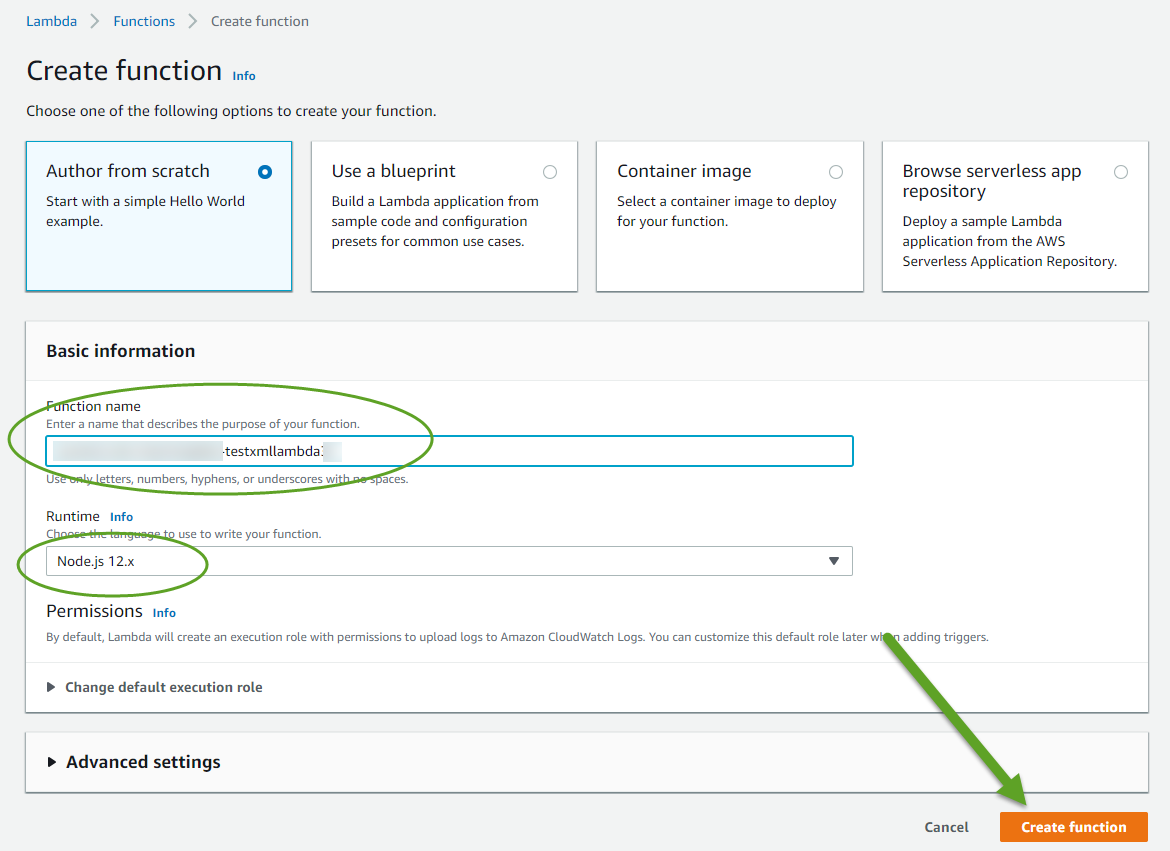 Lambda > Functions > Create function
Create function Info
Choose one of the following options to create your function.
Author from scratch
Start with a simple Hello World
example.
Use a blueprint
Build a Lambda application from
sample code and configuration
presets for common use cases.
Container image
Select a container image to deploy
for your function.
Browse serverless app
repository
Deploy a sample Lambda
application from the AWS
Serverless Application Repository.
Basic information
Function name
Enter a name that describes the purpose of your function.
-testxmllambda
Use only letters, numbers, hyphens, or underscores with no spaces.
Runtime Info
Choose the language to use to write your function.
Node.js 12.x
Permissions Info
By default, Lambda will create an execution role with permissions to upload logs to Amazon CloudWatch Logs. You can customize this default role later when adding triggers.
Change default execution role
Advanced settings
Cancel
Create function